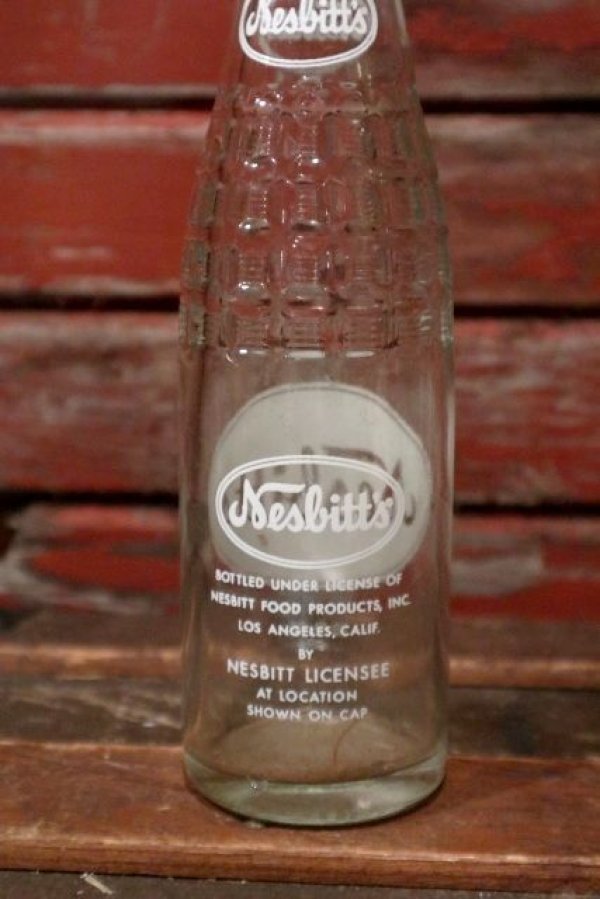 Nesbitt's
Nesbitt's
BOTTLED UNDER LICENSE OF
NESBITT FOOD PRODUCTS, INC.
LOS ANGELES, CALIF.
BY
NESBITT LICENSEE
AT LOCATION
SHOWN ON CAP